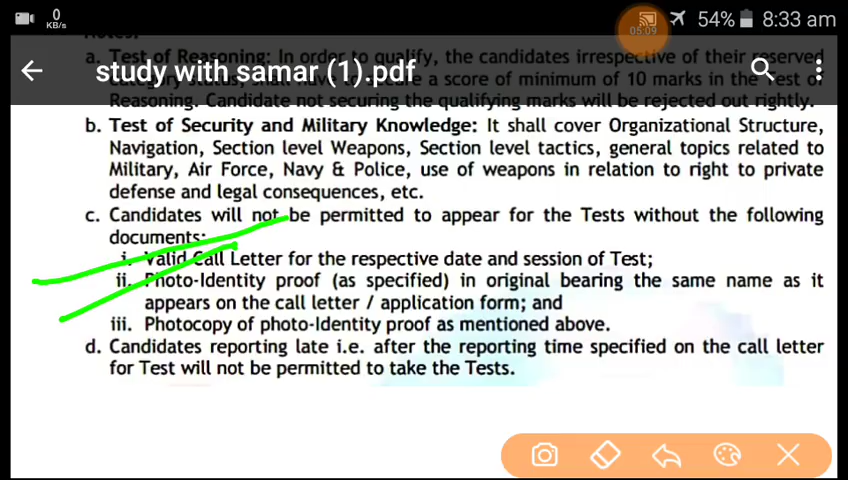 0
KB/s
05:09
54%
8:33 am
Notes:
a. Test of Reasoning: In order to qualify, the candidates irrespective of their reserved
study with samar (1).pdf
category status, shall have to secure a score of minimum of 10 marks in the Test of
Reasoning. Candidate not securing the qualifying marks will be rejected out rightly.
b. Test of Security and Military Knowledge: It shall cover Organizational Structure,
Navigation, Section level Weapons, Section level tactics, general topics related to
Military, Air Force, Navy & Police, use of weapons in relation to right to private
defense and legal consequences, etc.
c. Candidates will not be permitted to appear for the Tests without the following
documents:
i. Valid Call Letter for the respective date and session of Test;
ii. Photo-Identity proof (as specified) in original bearing the same name as it
appears on the call letter / application form; and
iii. Photocopy of photo-Identity proof as mentioned above.
d. Candidates reporting late i.e. after the reporting time specified on the call letter
for Test will not be permitted to take the Tests.